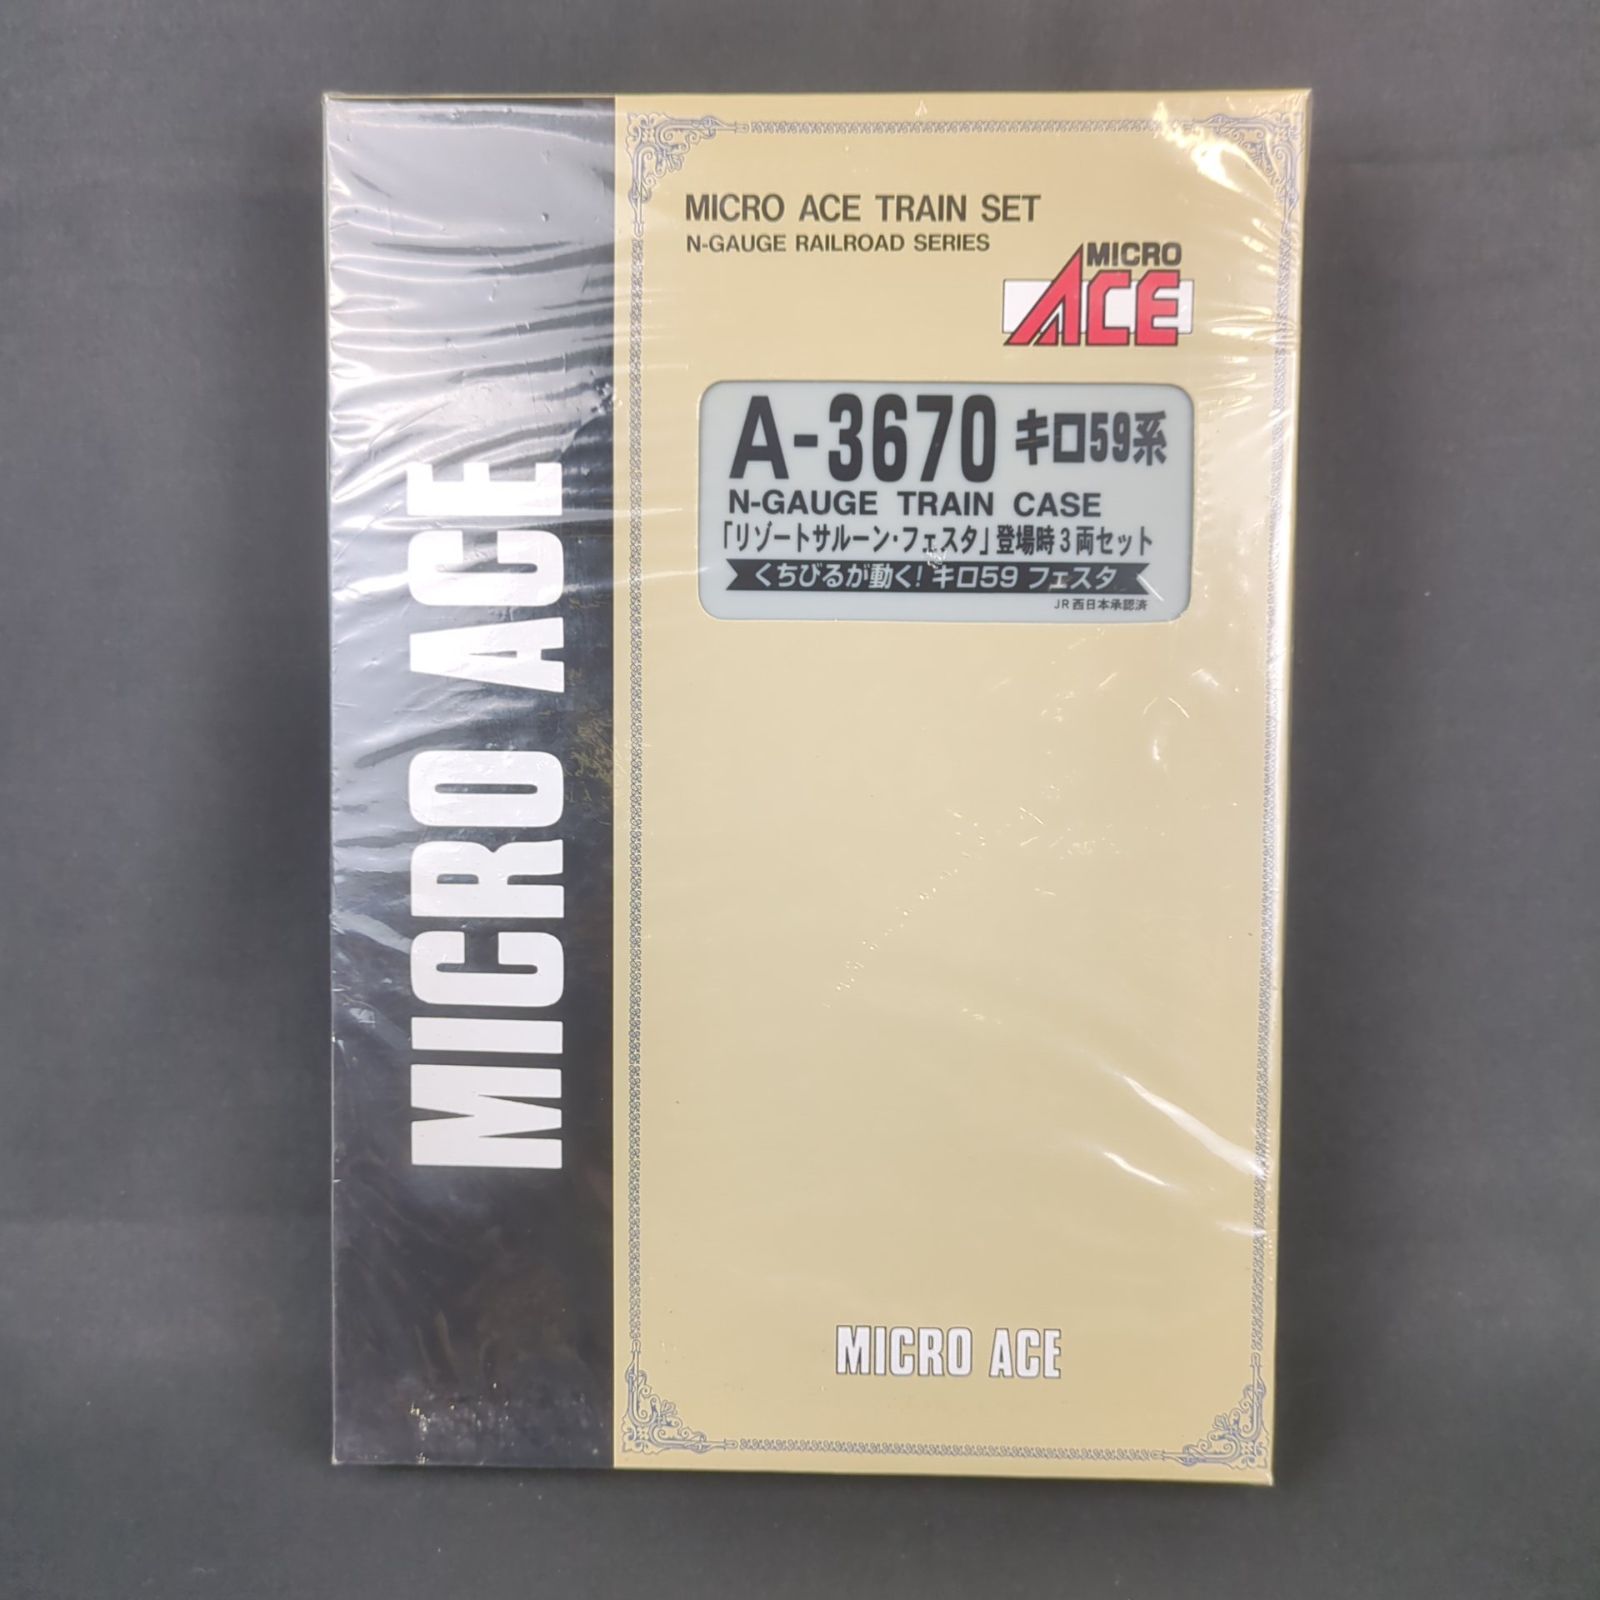 MICRO ACE
MICRO ACE TRAIN SET
N-GAUGE RAILROAD SERIES
MICRO
ACE
A-3670 キロ59系
N-GAUGE TRAIN CASE
「リゾートサルーン・フェスタ」登場時3両セット
くちびるが動く! キロ59 フェスタ
JR西日本承認済
MICRO ACE